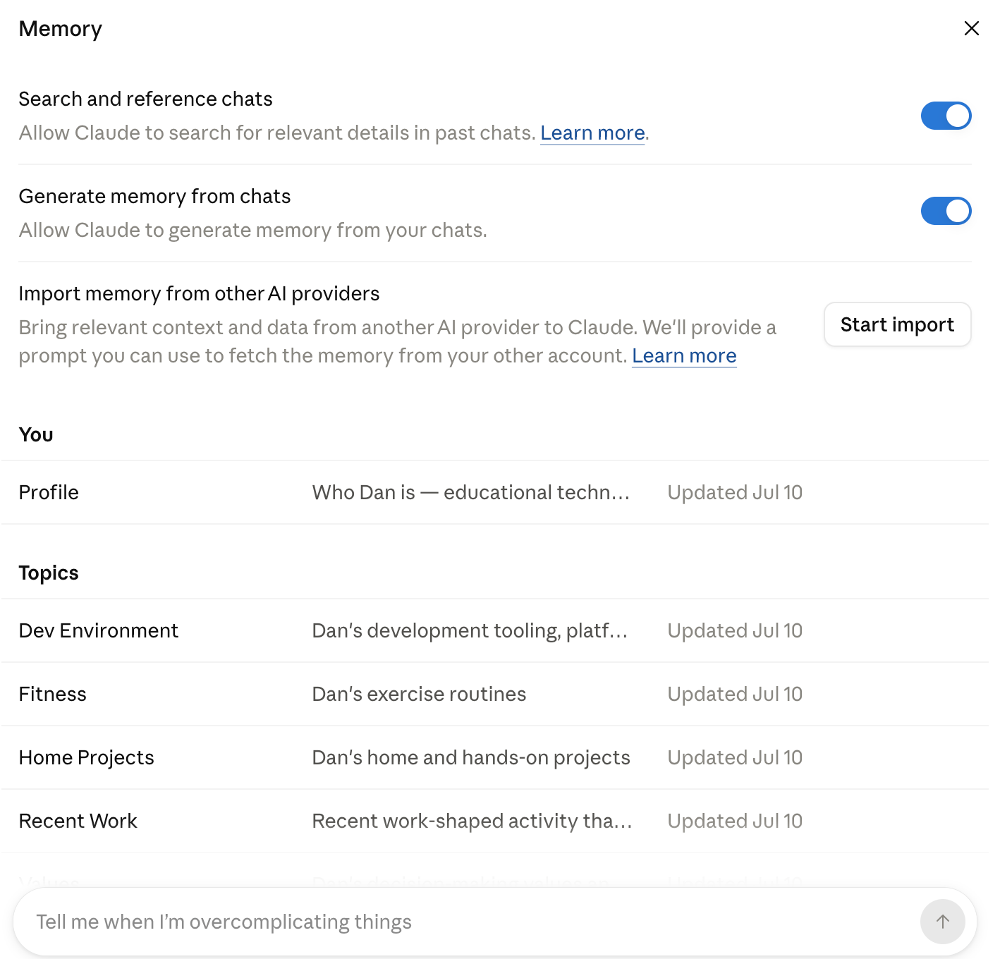 Memory
Search and reference chats
Allow Claude to search for relevant details in past chats. Learn more.
Generate memory from chats
Allow Claude to generate memory from your chats.
Import memory from other AI providers
Bring relevant context and data from another AI provider to Claude. We'll provide a
prompt you can use to fetch the memory from your other account. Learn more
Start import
You
Profile Who Dan is — educational techn… Updated Jul 10
Topics
Dev Environment Dan's development tooling, platf… Updated Jul 10
Fitness Dan's exercise routines Updated Jul 10
Home Projects Dan's home and hands-on projects Updated Jul 10
Recent Work Recent work-shaped activity tha… Updated Jul 10
Values Dan's decision-making values an Updated Jul 10
Tell me when I'm overcomplicating things